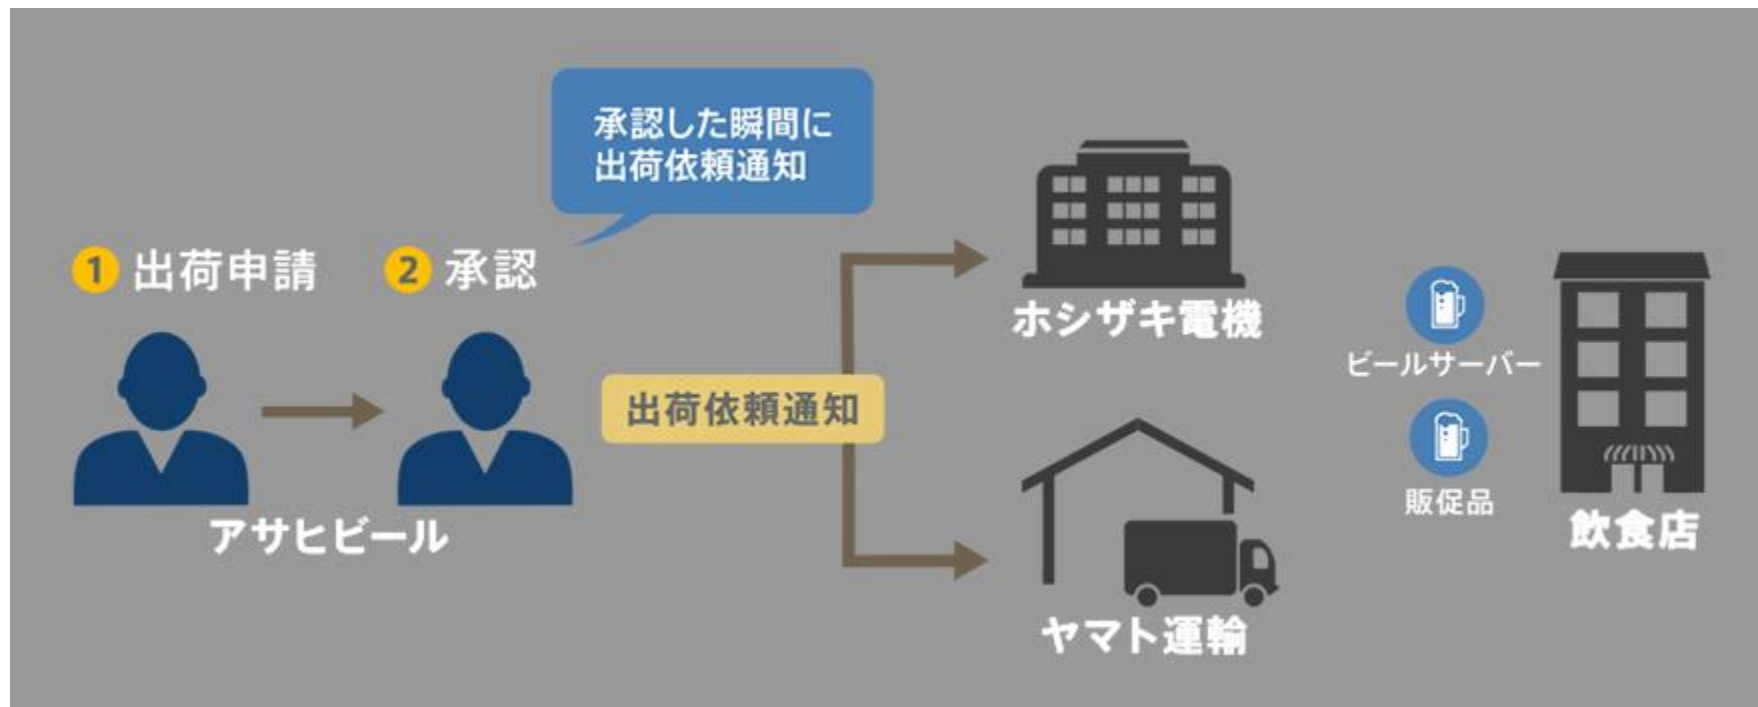 承認した瞬間に
出荷依頼通知
1 出荷申請
2 承認
アサヒビール
出荷依頼通知
ホシザキ電機
ヤマト運輸
ビールサーバー
販促品
飲食店